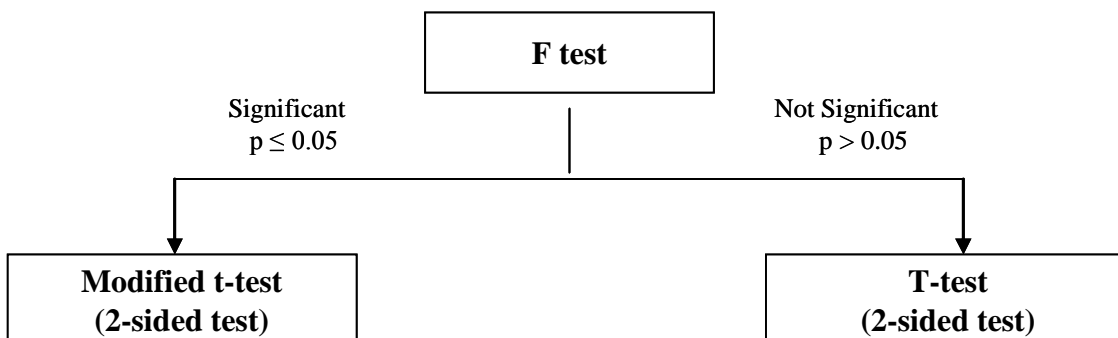 F test
Significant
p ≤ 0.05
Not Significant
p > 0.05
Modified t-test
(2-sided test)
T-test
(2-sided test)